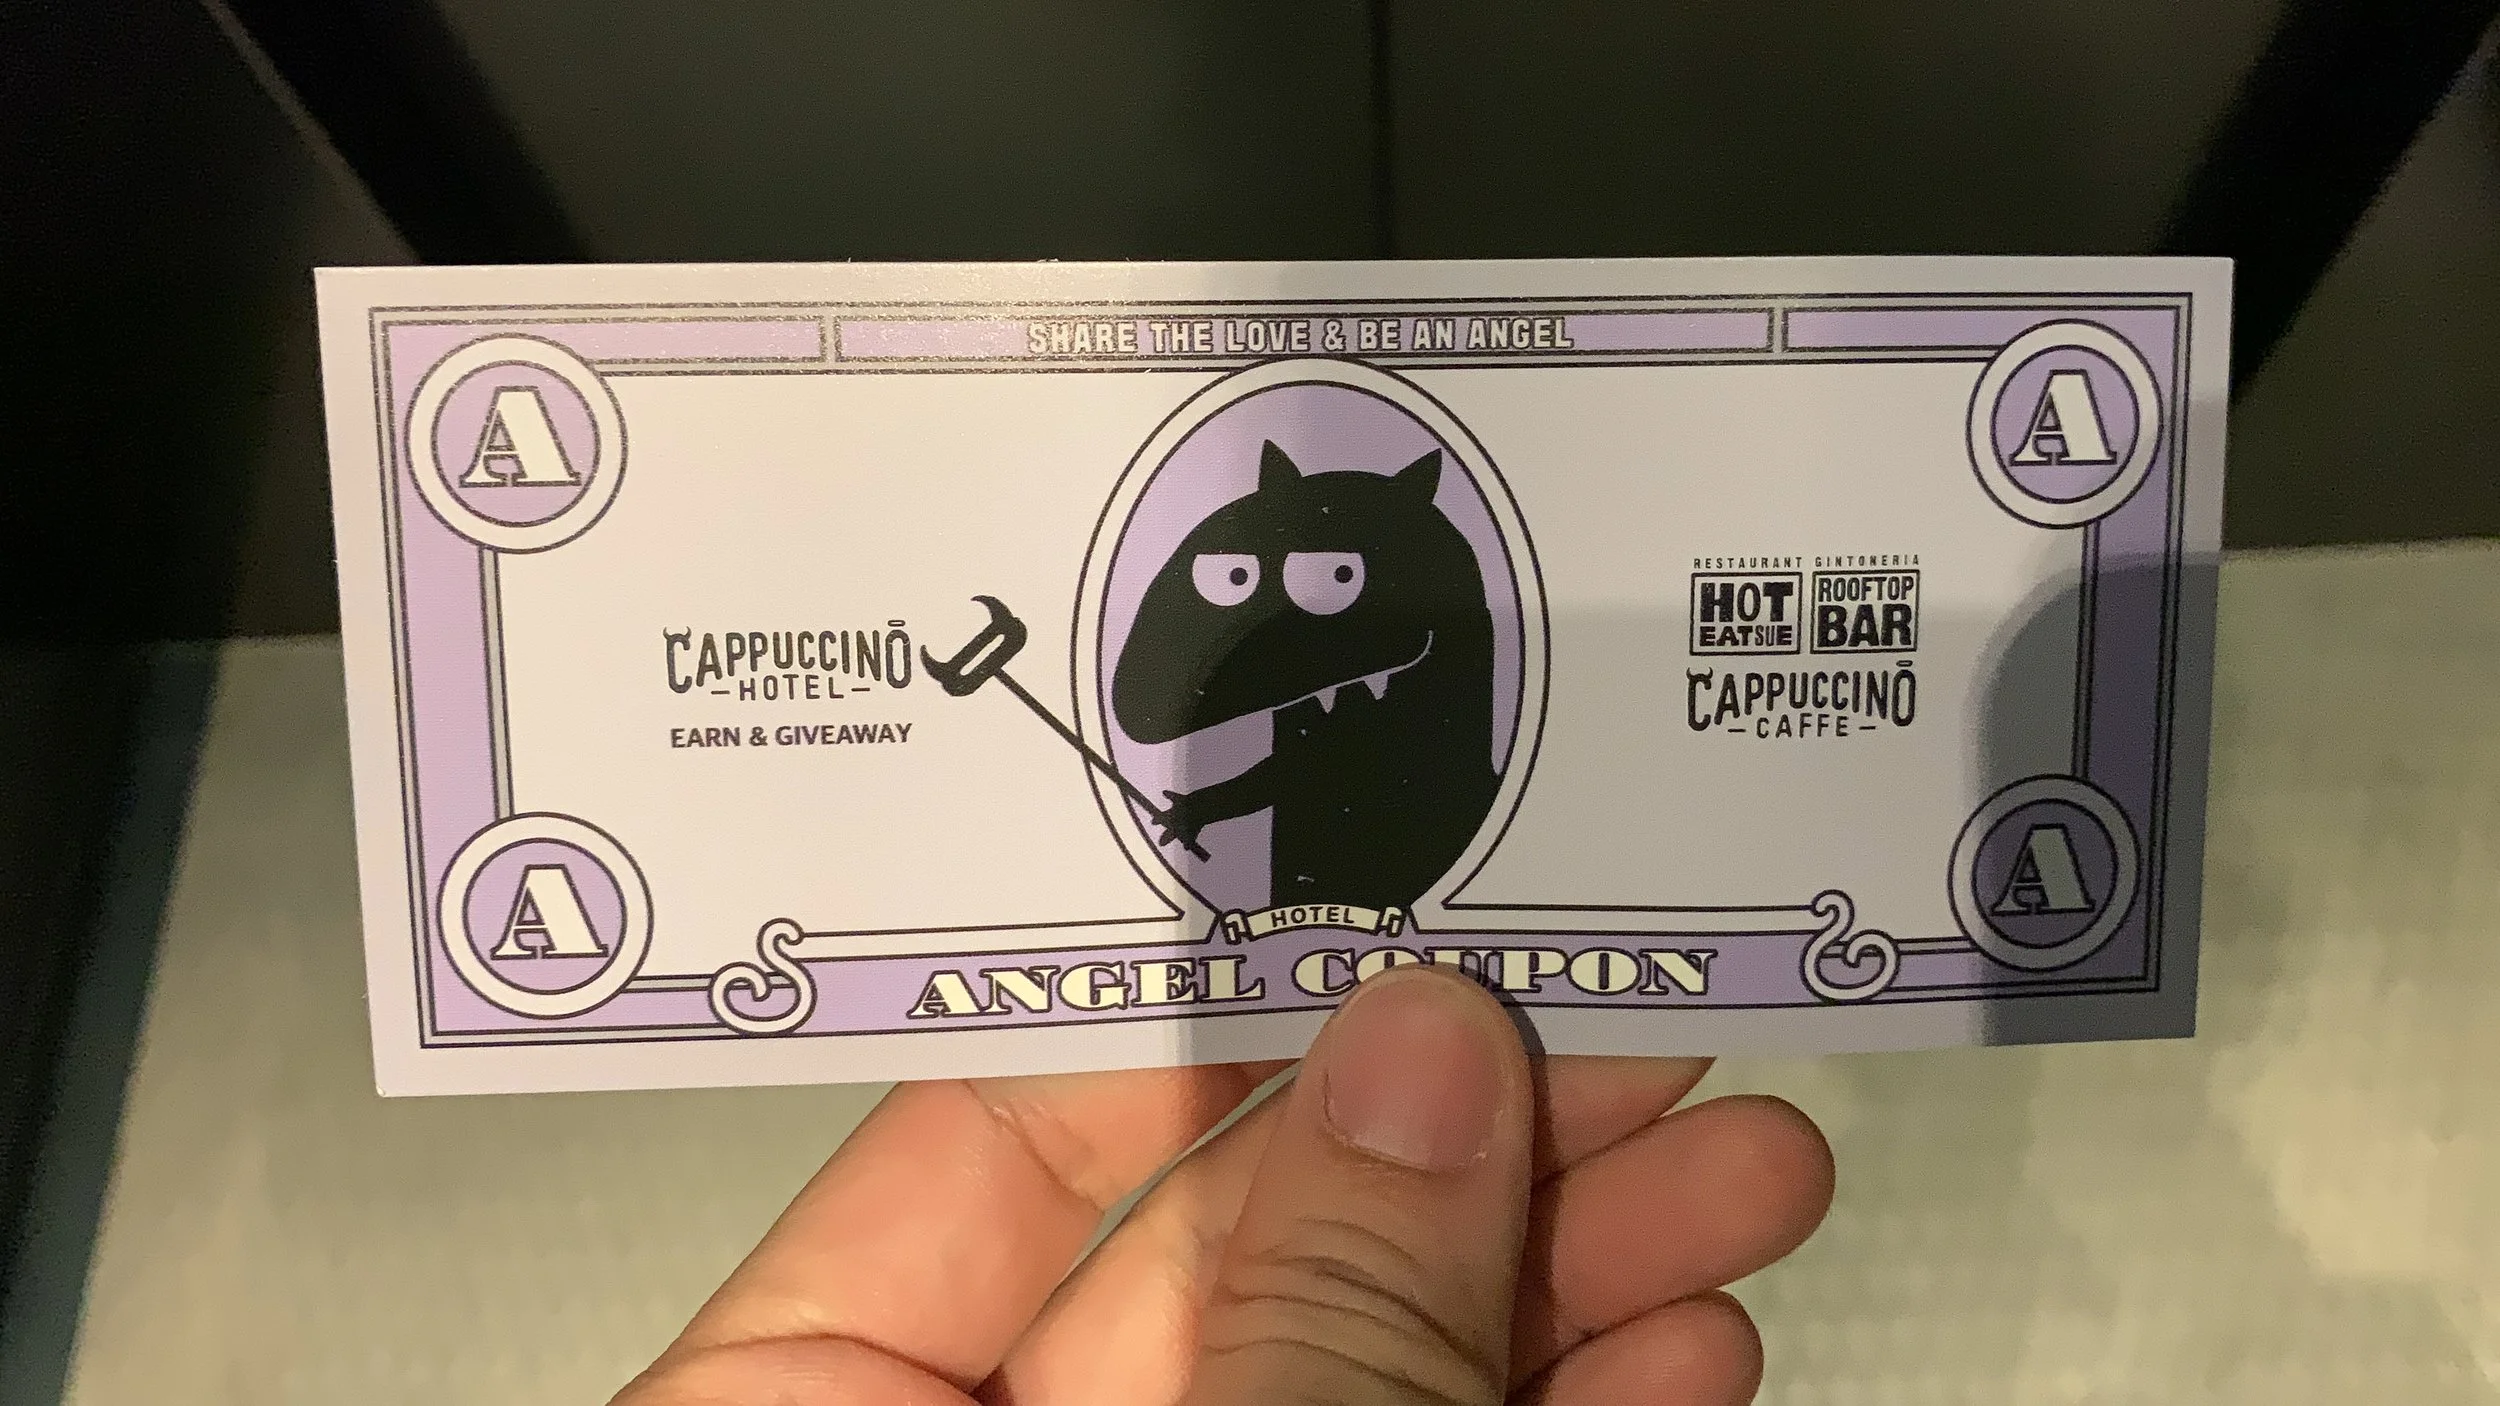 SHARE THE LOVE & BE AN ANGEL
A
A
CAPPUCCINO
-HOTEL-
EARN & GIVEAWAY
RESTAURANT GINTONERIA
HOT
EATSUE
ROOFTOP
BAR
CAPPUCCINO
-CAFFE-
A
A
HOTEL
ANGEL COUPON